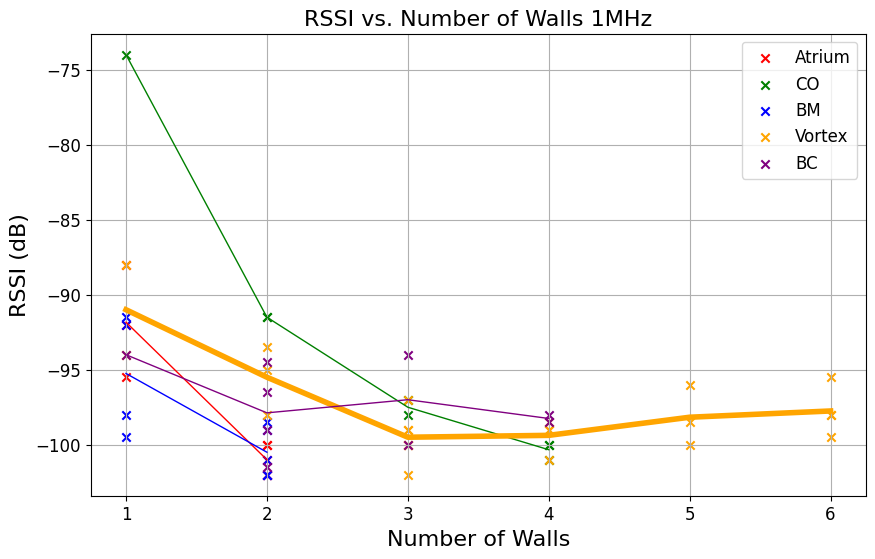 RSSI vs. Number of Walls 1MHz
RSSI (dB)
−75
−80
−85
−90
−95
−100
Atrium
CO
BM
Vortex
BC
1 2 3 4 5 6
Number of Walls